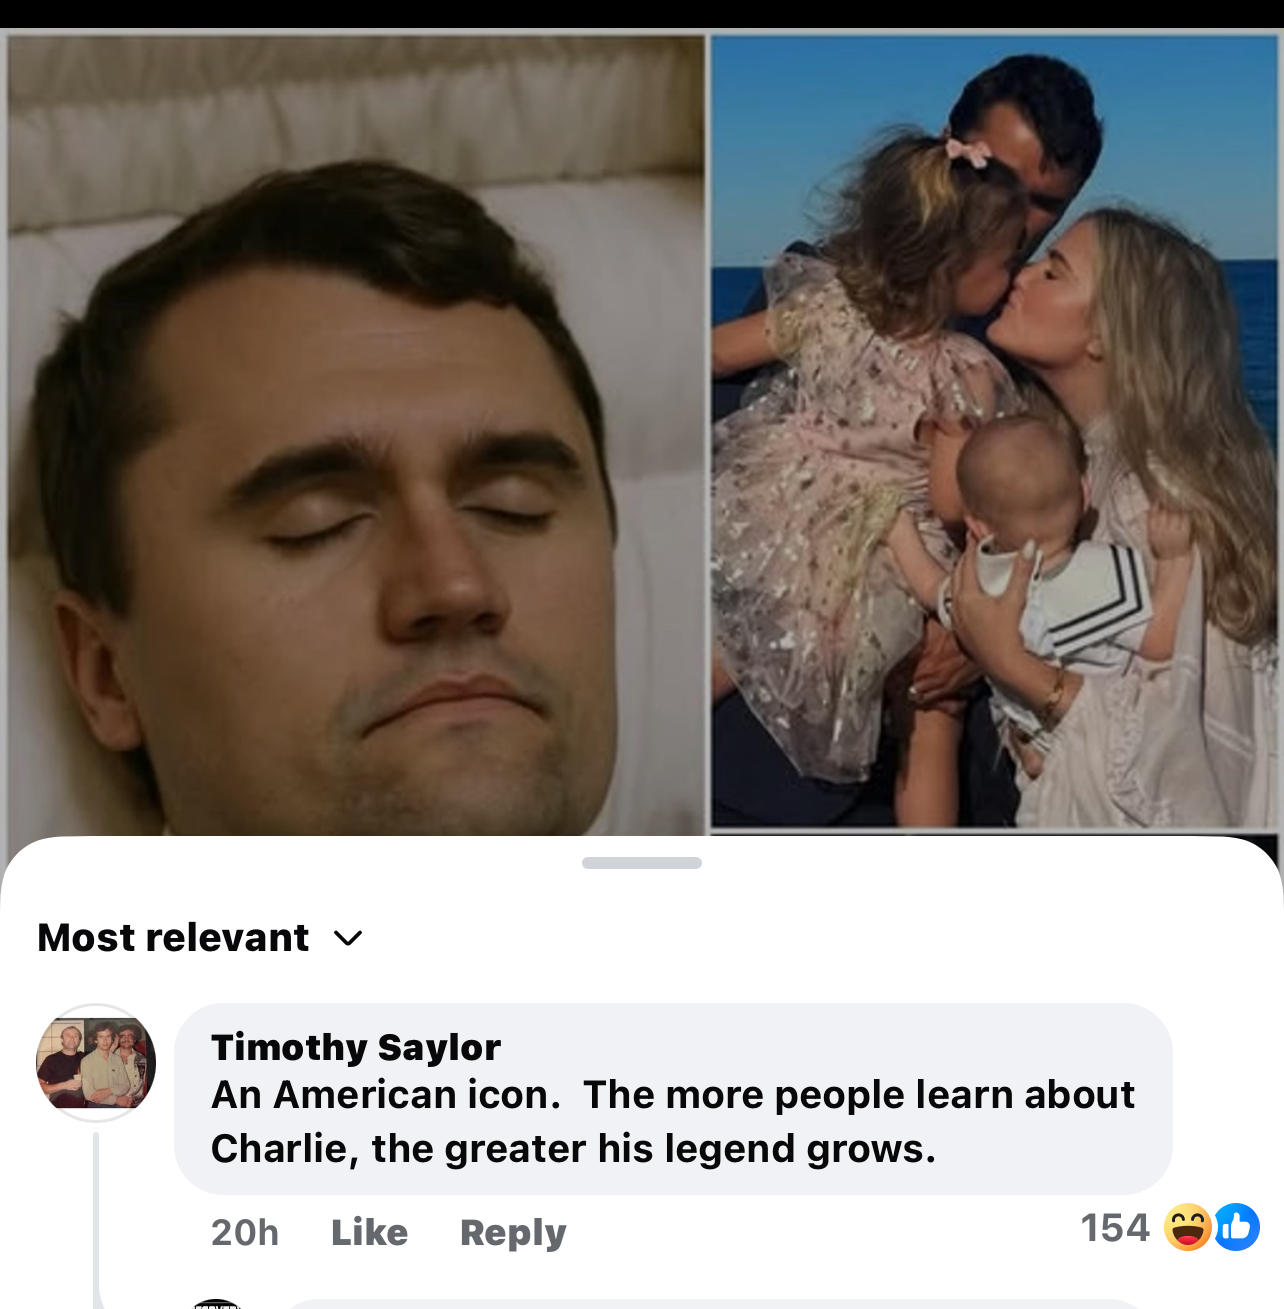 Most relevant
Timothy Saylor
An American icon.  The more people learn about
Charlie, the greater his legend grows.
20h Like Reply 154